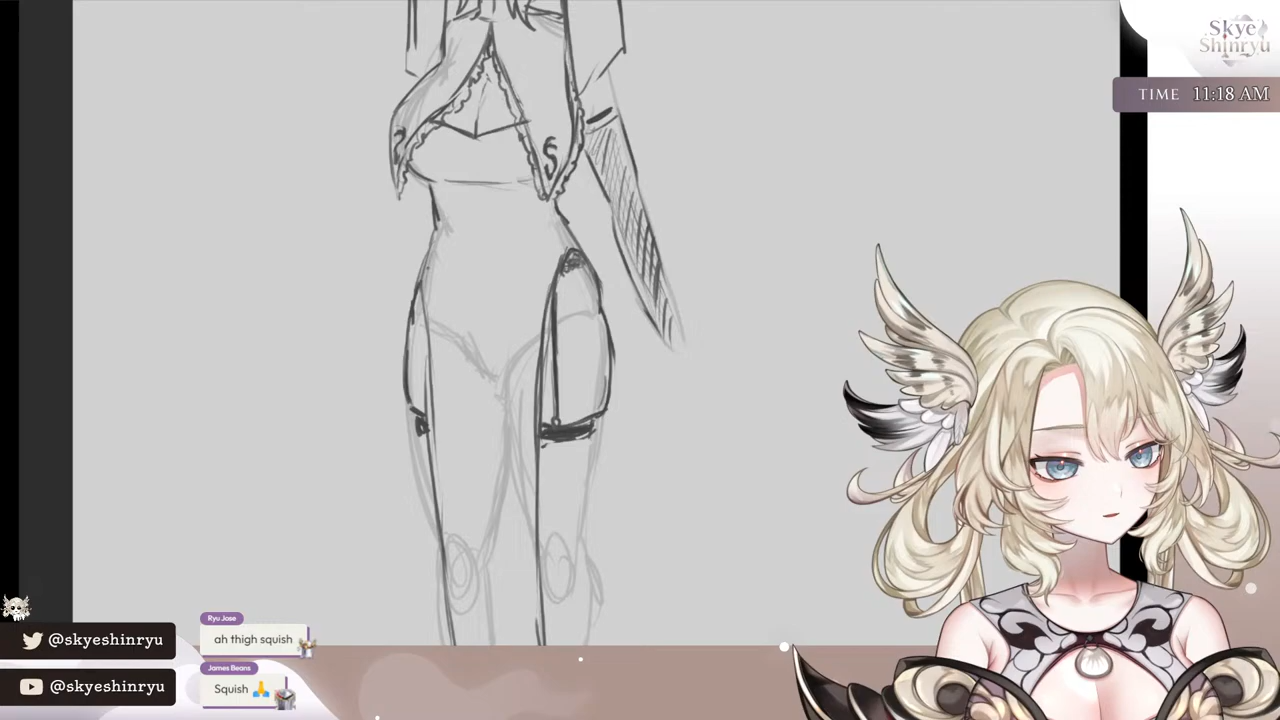 Skye
Shinryu
TIME 11:18 AM
S
@skyeshinryu
@skyeshinryu
Ryu Jose
ah thigh squish
James Beans
Squish 🙏